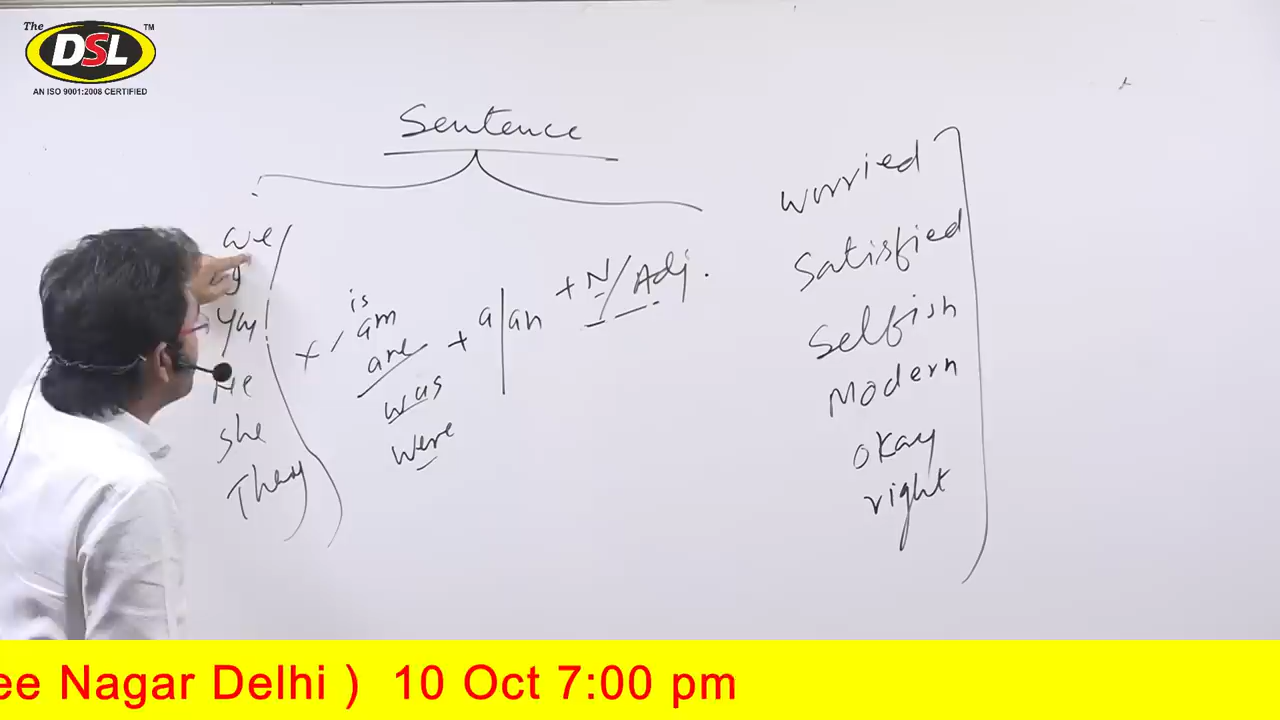 The DSL TM
AN ISO 9001:2008 CERTIFIED
Sentence
we
I
You
He
she
They
+
is
am
are
was
were
+ a/an
+ N/Adj.
worried
Satisfied
Selfish
Modern
okay
right
ee Nagar Delhi ) 10 Oct 7:00 pm